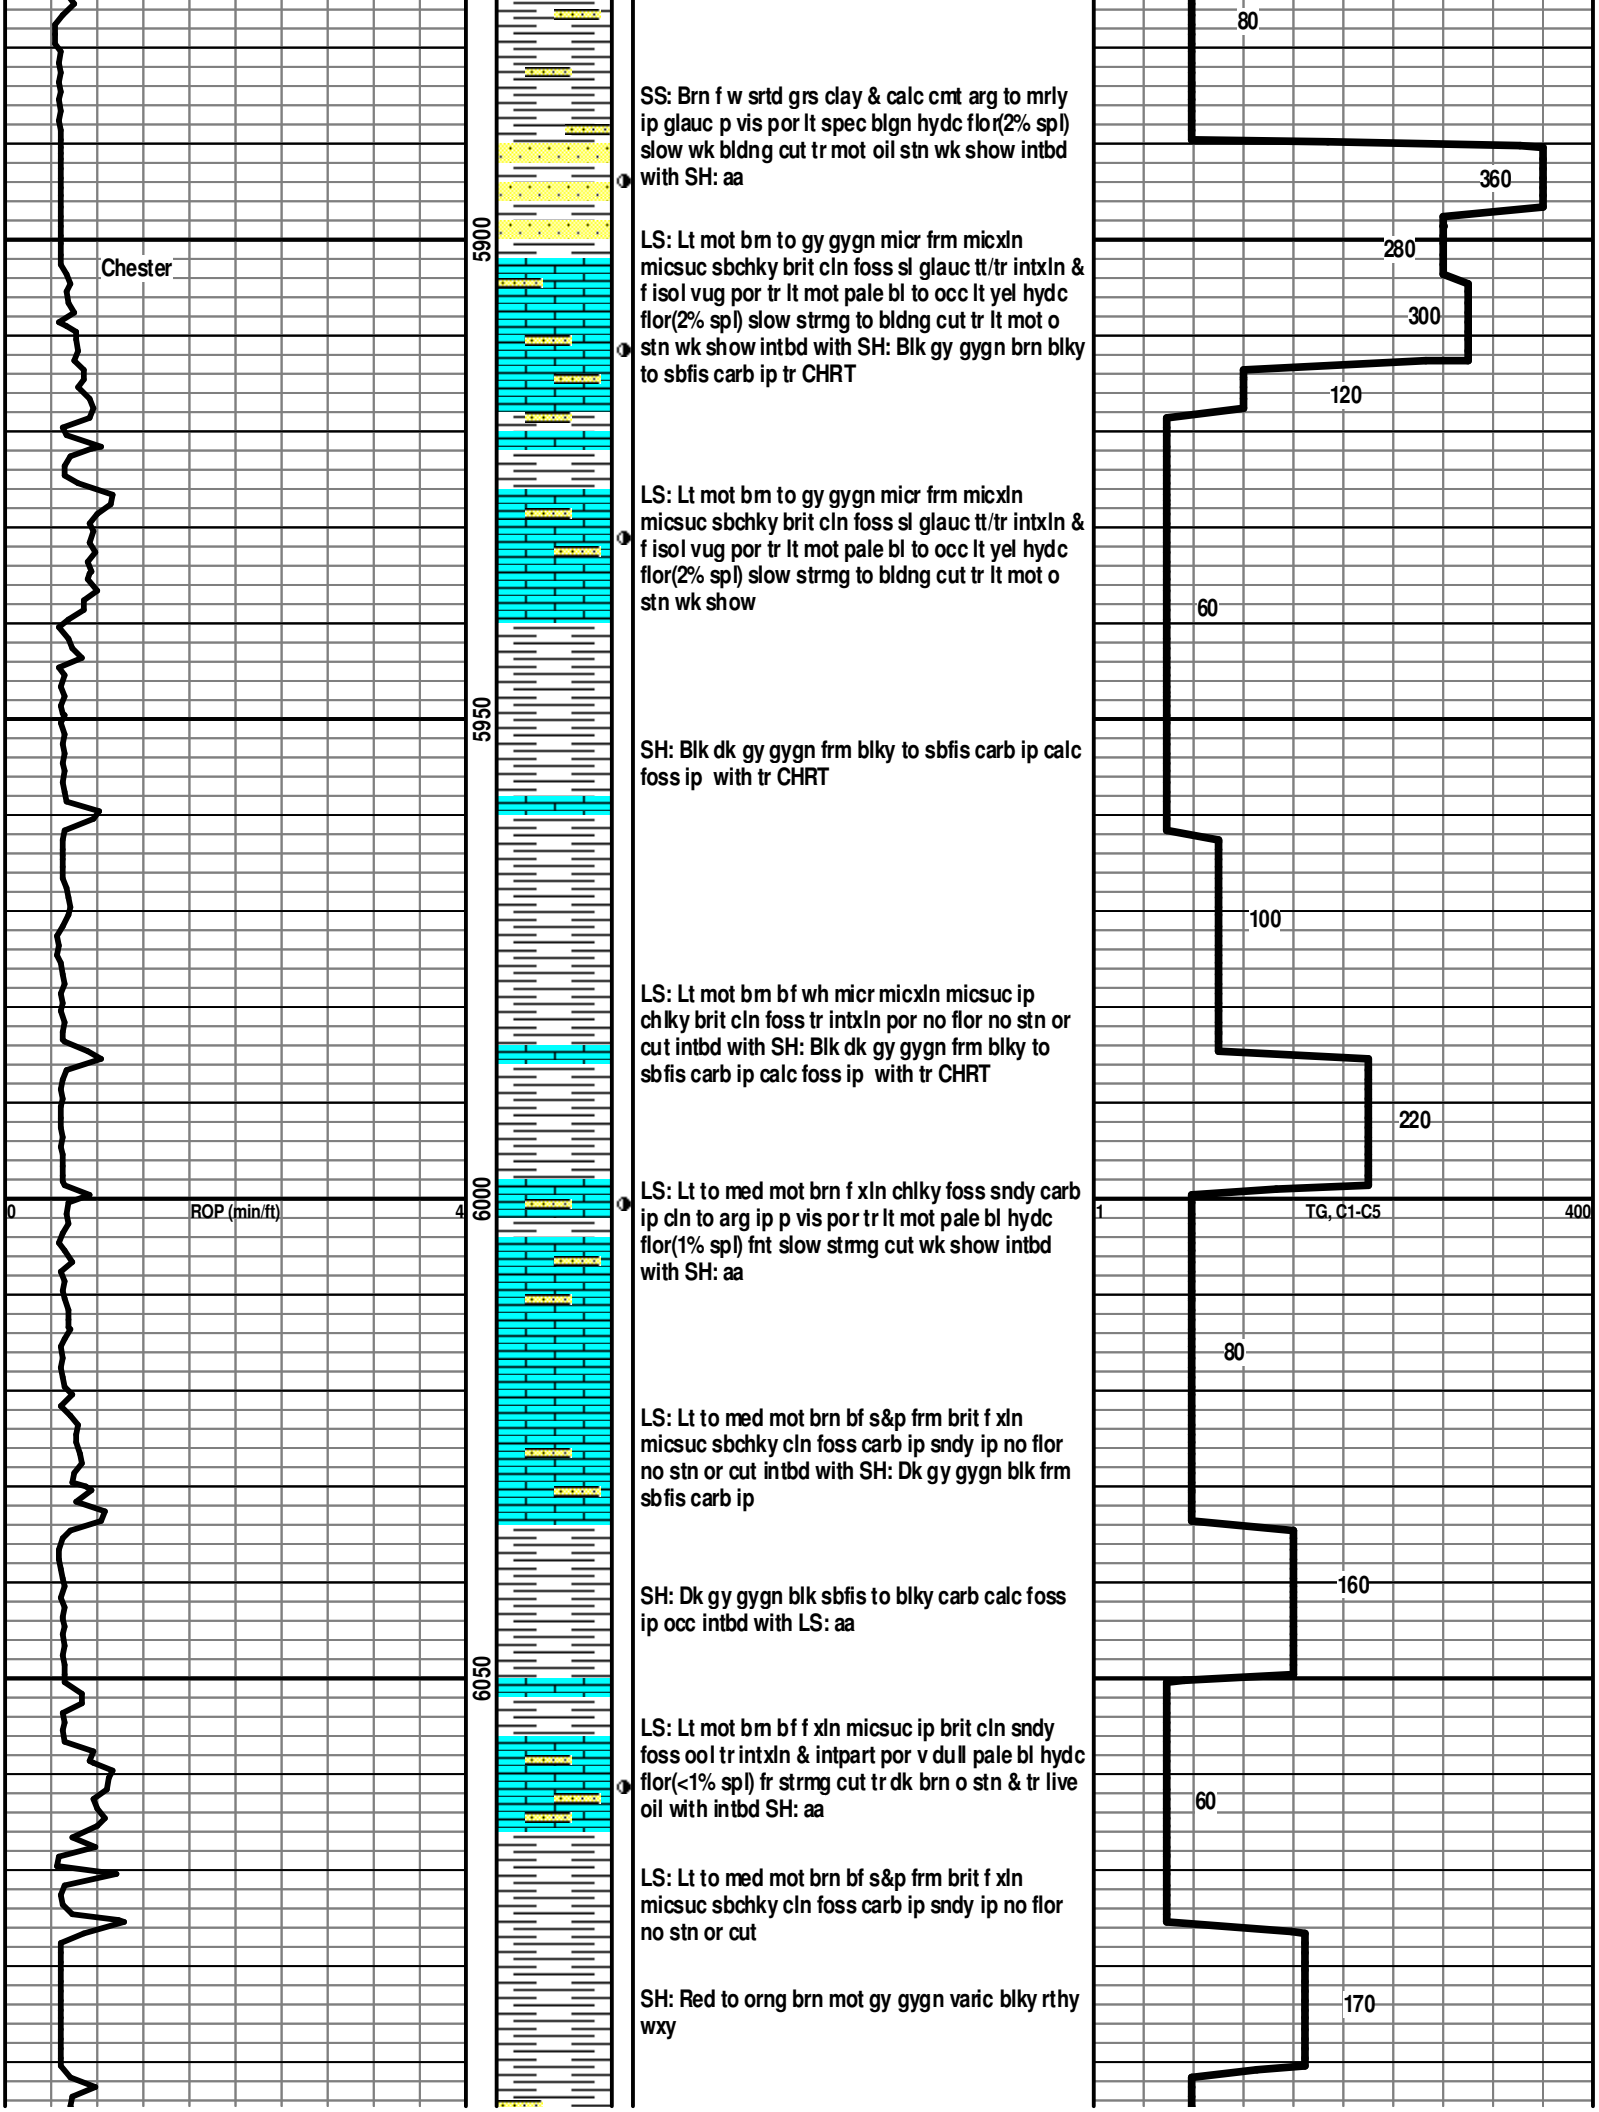 80
SS: Brn f w srtd grs clay & calc cmt arg to mrly
ip glauc p vis por lt spec blgn hydc flor(2% spl)
slow wk bldng cut tr mot oil stn wk show intbd
with SH: aa
360
5900
LS: Lt mot brn to gy gygn micr frm micxln
micsuc sbchky brit cln foss sl glauc tt/tr intxln &
f isol vug por tr lt mot pale bl to occ lt yel hydc
flor(2% spl) slow strmg to bldng cut tr lt mot o
stn wk show intbd with SH: Blk gy gygn brn blky
to sbfis carb ip tr CHRT
280
Chester
300
120
LS: Lt mot brn to gy gygn micr frm micxln
micsuc sbchky brit cln foss sl glauc tt/tr intxln &
f isol vug por tr lt mot pale bl to occ lt yel hydc
flor(2% spl) slow strmg to bldng cut tr lt mot o
stn wk show
60
5950
SH: Blk dk gy gygn frm blky to sbfis carb ip calc
foss ip with tr CHRT
100
LS: Lt mot brn bf wh micr micxln micsuc ip
chlky brit cln foss tr intxln por no flor no stn or
cut intbd with SH: Blk dk gy gygn frm blky to
sbfis carb ip calc foss ip with tr CHRT
220
6000
0 ROP (min/ft) 4
LS: Lt to med mot brn f xln chlky foss sndy carb
ip cln to arg ip p vis por tr lt mot pale bl hydc
flor(1% spl) fnt slow strmg cut wk show intbd
with SH: aa
1 TG, C1-C5 400
80
LS: Lt to med mot brn bf s&p frm brit f xln
micsuc sbchky cln foss carb ip sndy ip no flor
no stn or cut intbd with SH: Dk gy gygn blk frm
sbfis carb ip
160
SH: Dk gy gygn blk sbfis to blky carb calc foss
ip occ intbd with LS: aa
6050
LS: Lt mot brn bf f xln micsuc ip brit cln sndy
foss ool tr intxln & intpart por v dull pale bl hydc
flor(<1% spl) fr strmg cut tr dk brn o stn & tr live
oil with intbd SH: aa
60
LS: Lt to med mot brn bf s&p frm brit f xln
micsuc sbchky cln foss carb ip sndy ip no flor
no stn or cut
SH: Red to orng brn mot gy gygn varic blky rthy
wxy
170